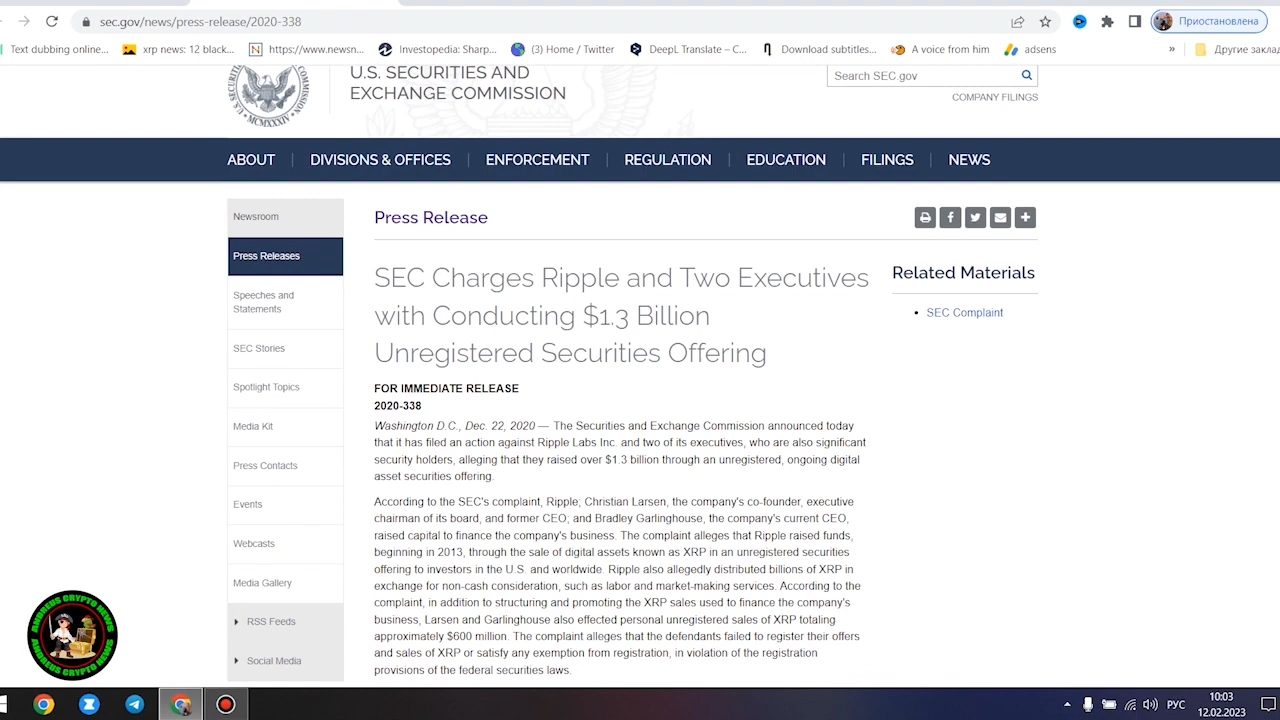 sec.gov/news/press-release/2020-338
Приостановлена
Text dubbing online...
xrp news: 12 black...
https://www.newsn...
Investopedia: Sharp...
(3) Home / Twitter
DeepL Translate – C...
Download subtitles...
A voice from him
adsens
»
Другие заклад
U.S. SECURITIES AND
EXCHANGE COMMISSION
MCMXXXIV
Search SEC.gov
COMPANY FILINGS
ABOUT
DIVISIONS & OFFICES
ENFORCEMENT
REGULATION
EDUCATION
FILINGS
NEWS
Newsroom
Press Releases
Speeches and
Statements
SEC Stories
Spotlight Topics
Media Kit
Press Contacts
Events
Webcasts
Media Gallery
RSS Feeds
Social Media
Press Release
SEC Charges Ripple and Two Executives
with Conducting $1.3 Billion
Unregistered Securities Offering
FOR IMMEDIATE RELEASE
2020-338
Washington D.C., Dec. 22, 2020 — The Securities and Exchange Commission announced today
that it has filed an action against Ripple Labs Inc. and two of its executives, who are also significant
security holders, alleging that they raised over $1.3 billion through an unregistered, ongoing digital
asset securities offering.
According to the SEC's complaint, Ripple; Christian Larsen, the company's co-founder, executive
chairman of its board, and former CEO; and Bradley Garlinghouse, the company's current CEO,
raised capital to finance the company's business. The complaint alleges that Ripple raised funds,
beginning in 2013, through the sale of digital assets known as XRP in an unregistered securities
offering to investors in the U.S. and worldwide. Ripple also allegedly distributed billions of XRP in
exchange for non-cash consideration, such as labor and market-making services. According to the
complaint, in addition to structuring and promoting the XRP sales used to finance the company's
business, Larsen and Garlinghouse also effected personal unregistered sales of XRP totaling
approximately $600 million. The complaint alleges that the defendants failed to register their offers
and sales of XRP or satisfy any exemption from registration, in violation of the registration
provisions of the federal securities laws.
Related Materials
SEC Complaint
ANDREUS CRYPTO NEWS
ANDREUS CRYPTO NEWS
РУС
10:03
12.02.2023